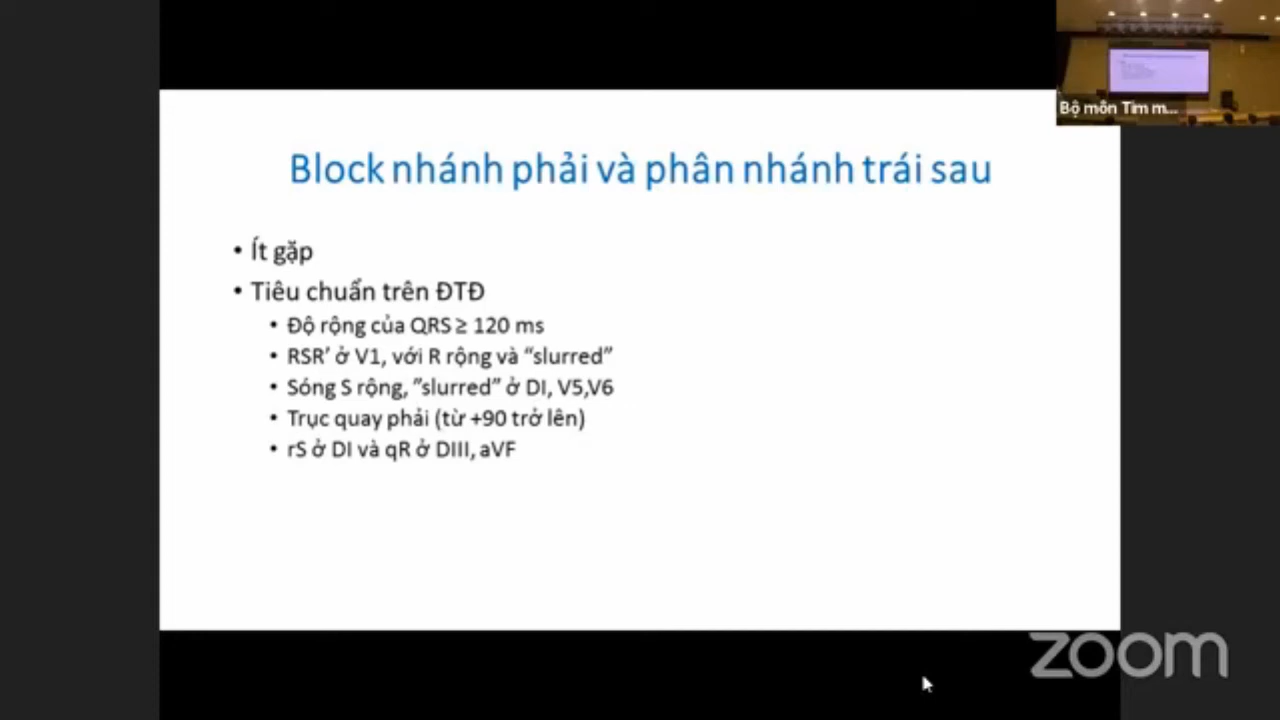 Bộ môn Tim m...
Block nhánh phải và phân nhánh trái sau
• Ít gặp
• Tiêu chuẩn trên ĐTĐ
• Độ rộng của QRS ≥ 120 ms
• RSR’ ở V1, với R rộng và “slurred”
• Sóng S rộng, ”slurred” ở DI, V5,V6
• Trục quay phải (từ +90 trở lên)
• rS ở DI và qR ở DIII, aVF
zoom